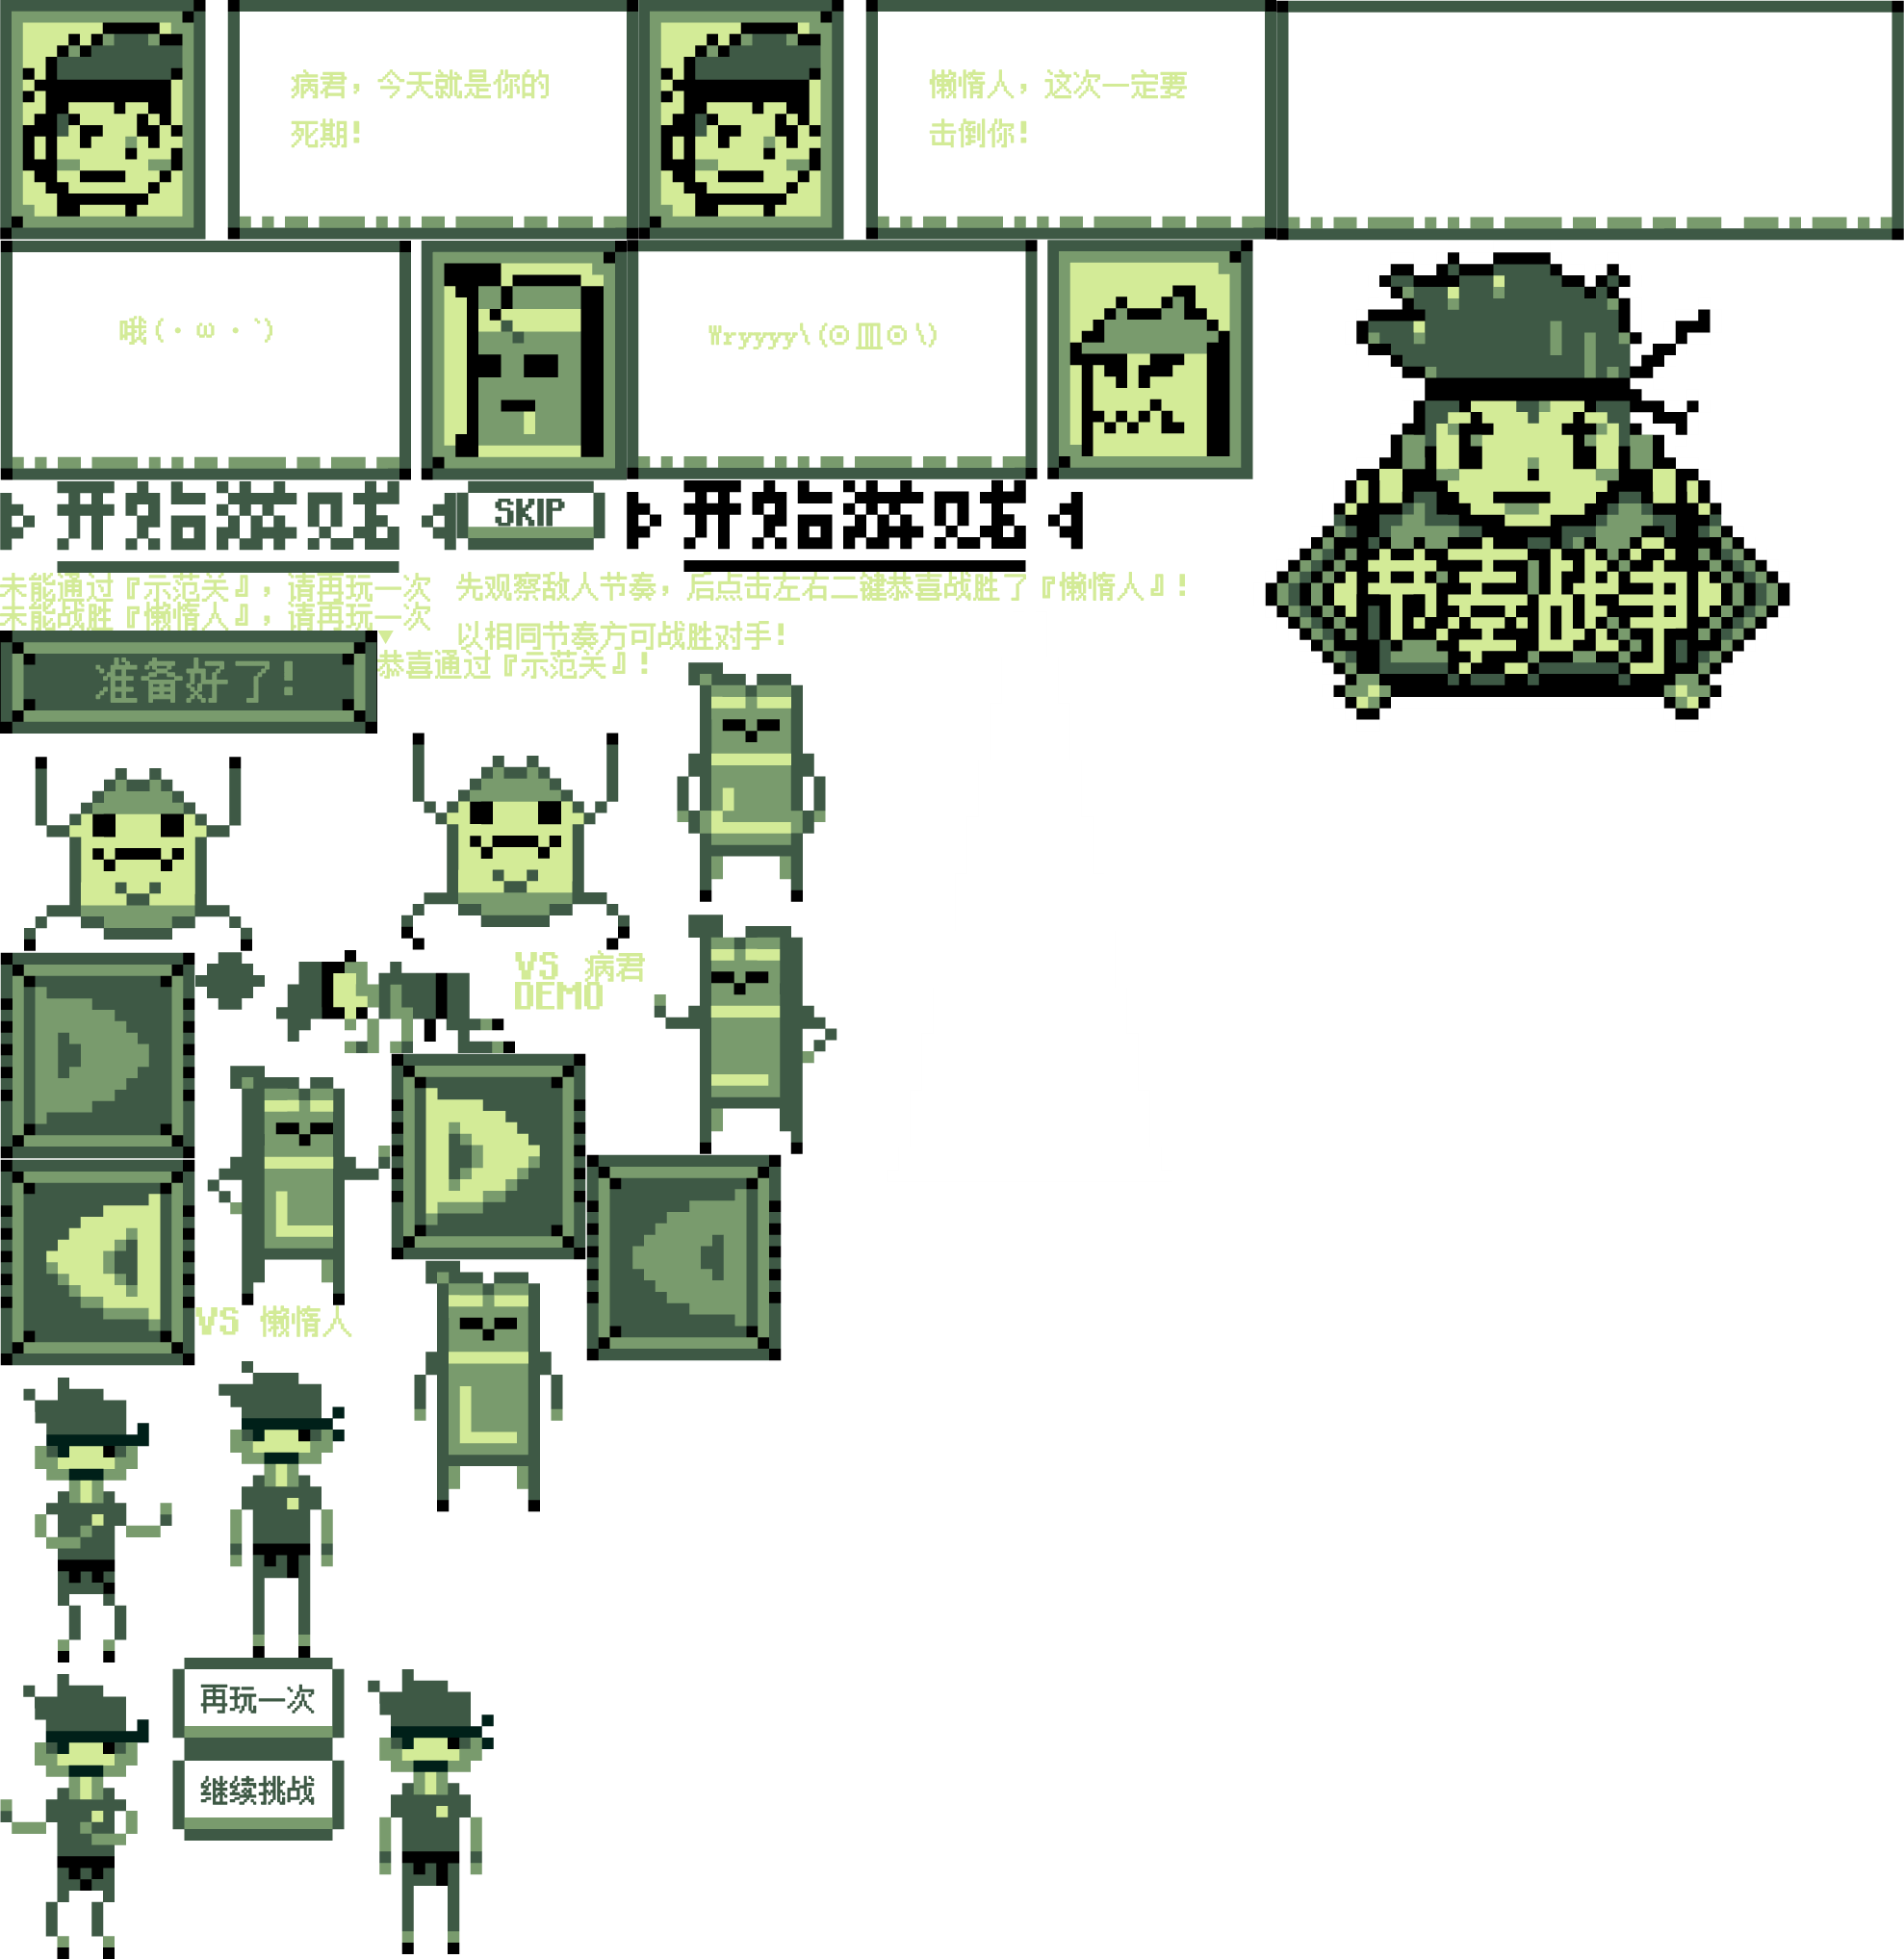 病君，今天就是你的
死期！
懒惰人，这次一定要
击倒你！
哦(・ω・`)
Wryyyy\(⊙皿⊙\)
开始游戏
SKIP
开始游戏
未能通过『示范关』，请再玩一次
未能战胜『懒惰人』，请再玩一次
先观察敌人节奏，后点击左右二键
以相同节奏方可战胜对手！
恭喜战胜了『懒惰人』！
恭喜通过『示范关』！
准备好了！
VS 病君
DEMO
VS 懒惰人
再玩一次
继续挑战